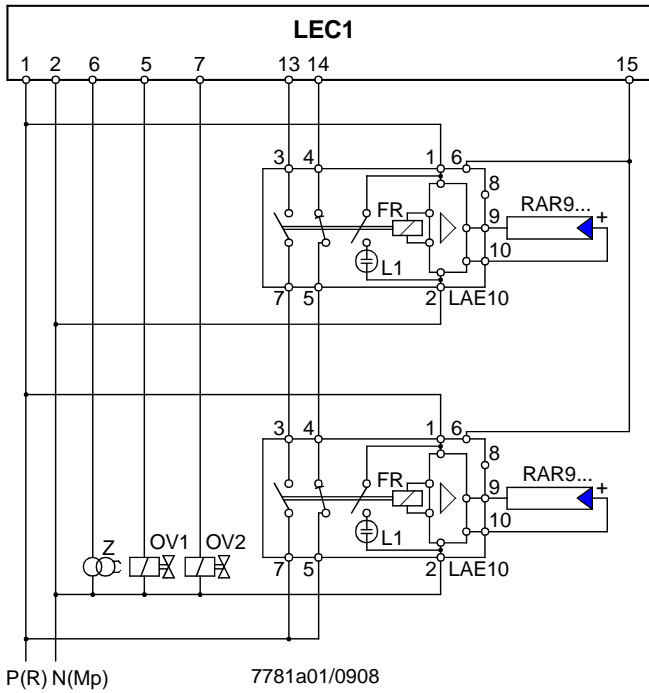 LEC1
1 2 6 5 7 13 14 15
3 4 1 6
8
FR RAR9...
9 +
10
L1
7 5 2 LAE10
3 4 1 6
8
FR RAR9...
9 +
10
L1
Z OV1 OV2
7 5 2 LAE10
P(R) N(Mp) 7781a01/0908